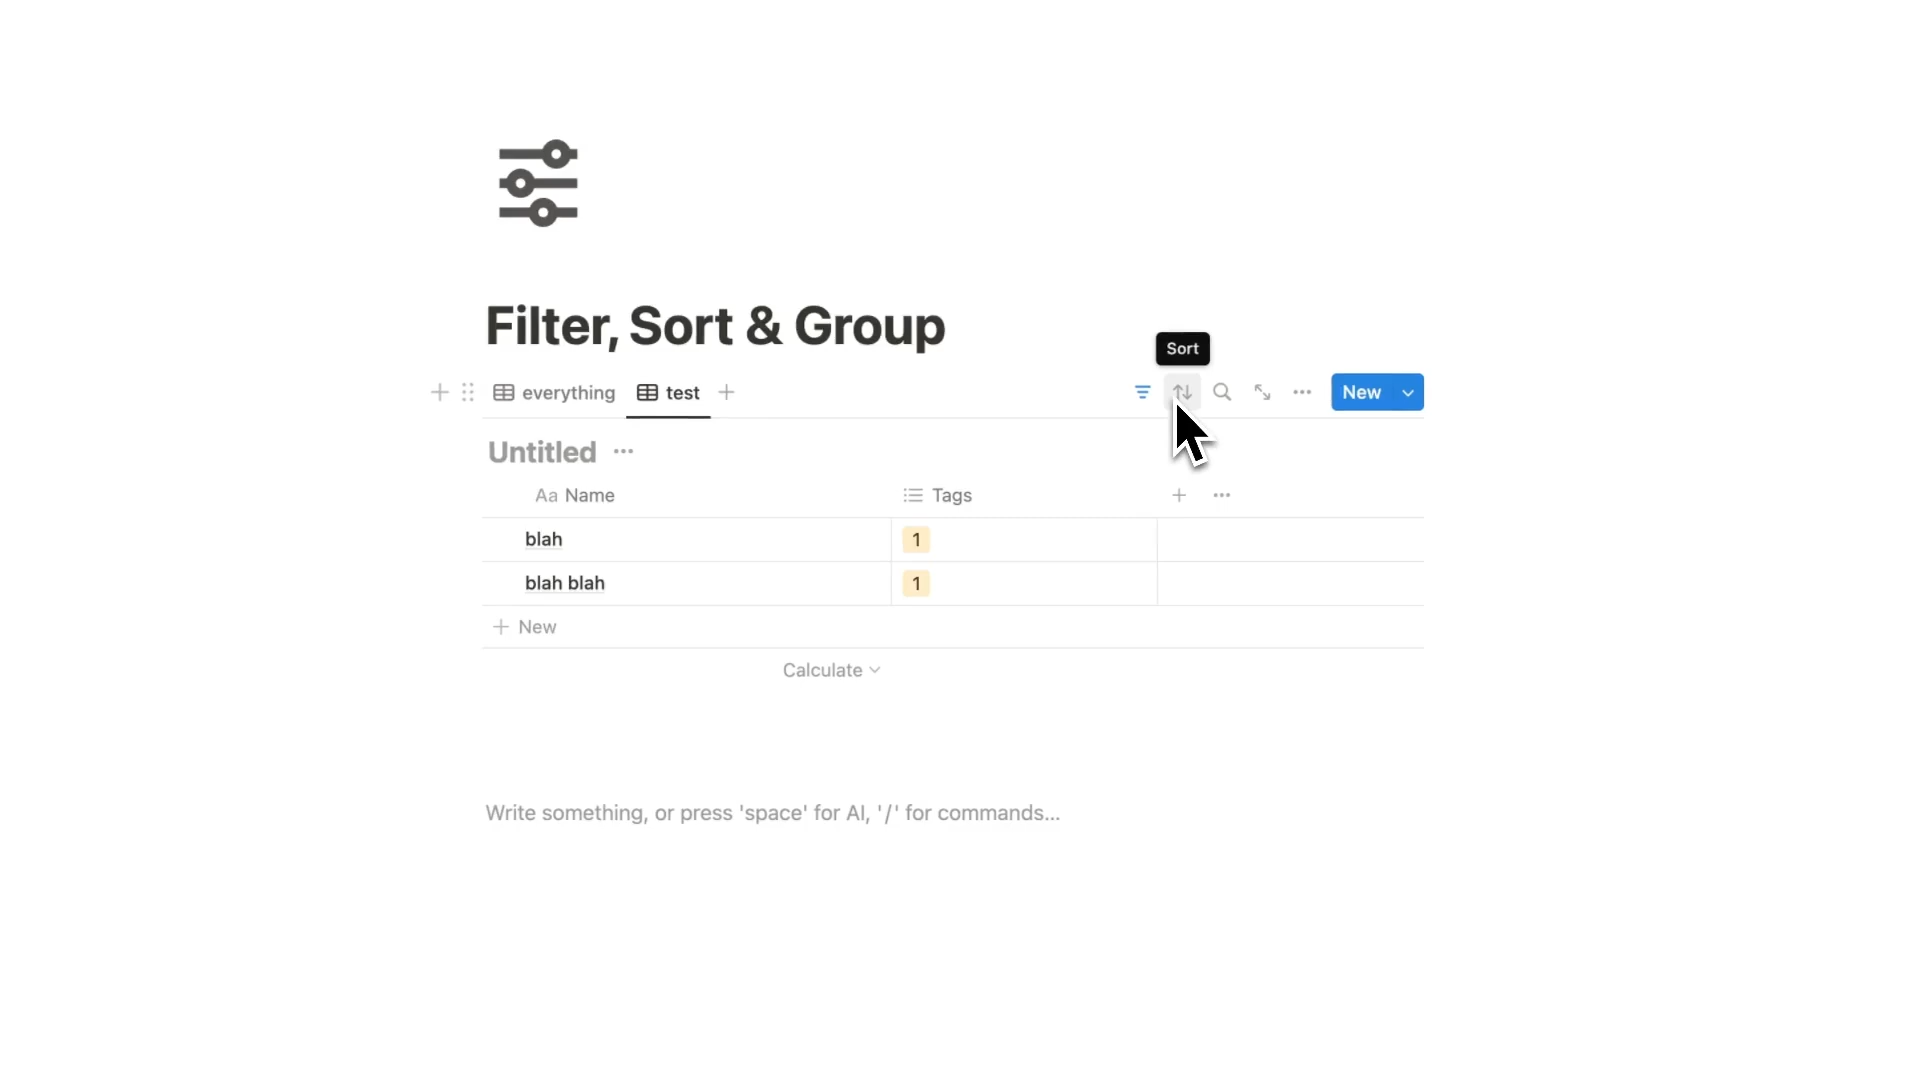 Filter, Sort & Group
Sort
everything test New
Untitled
Aa Name Tags
blah 1
blah blah 1
New
Calculate
Write something, or press 'space' for AI, '/' for commands...